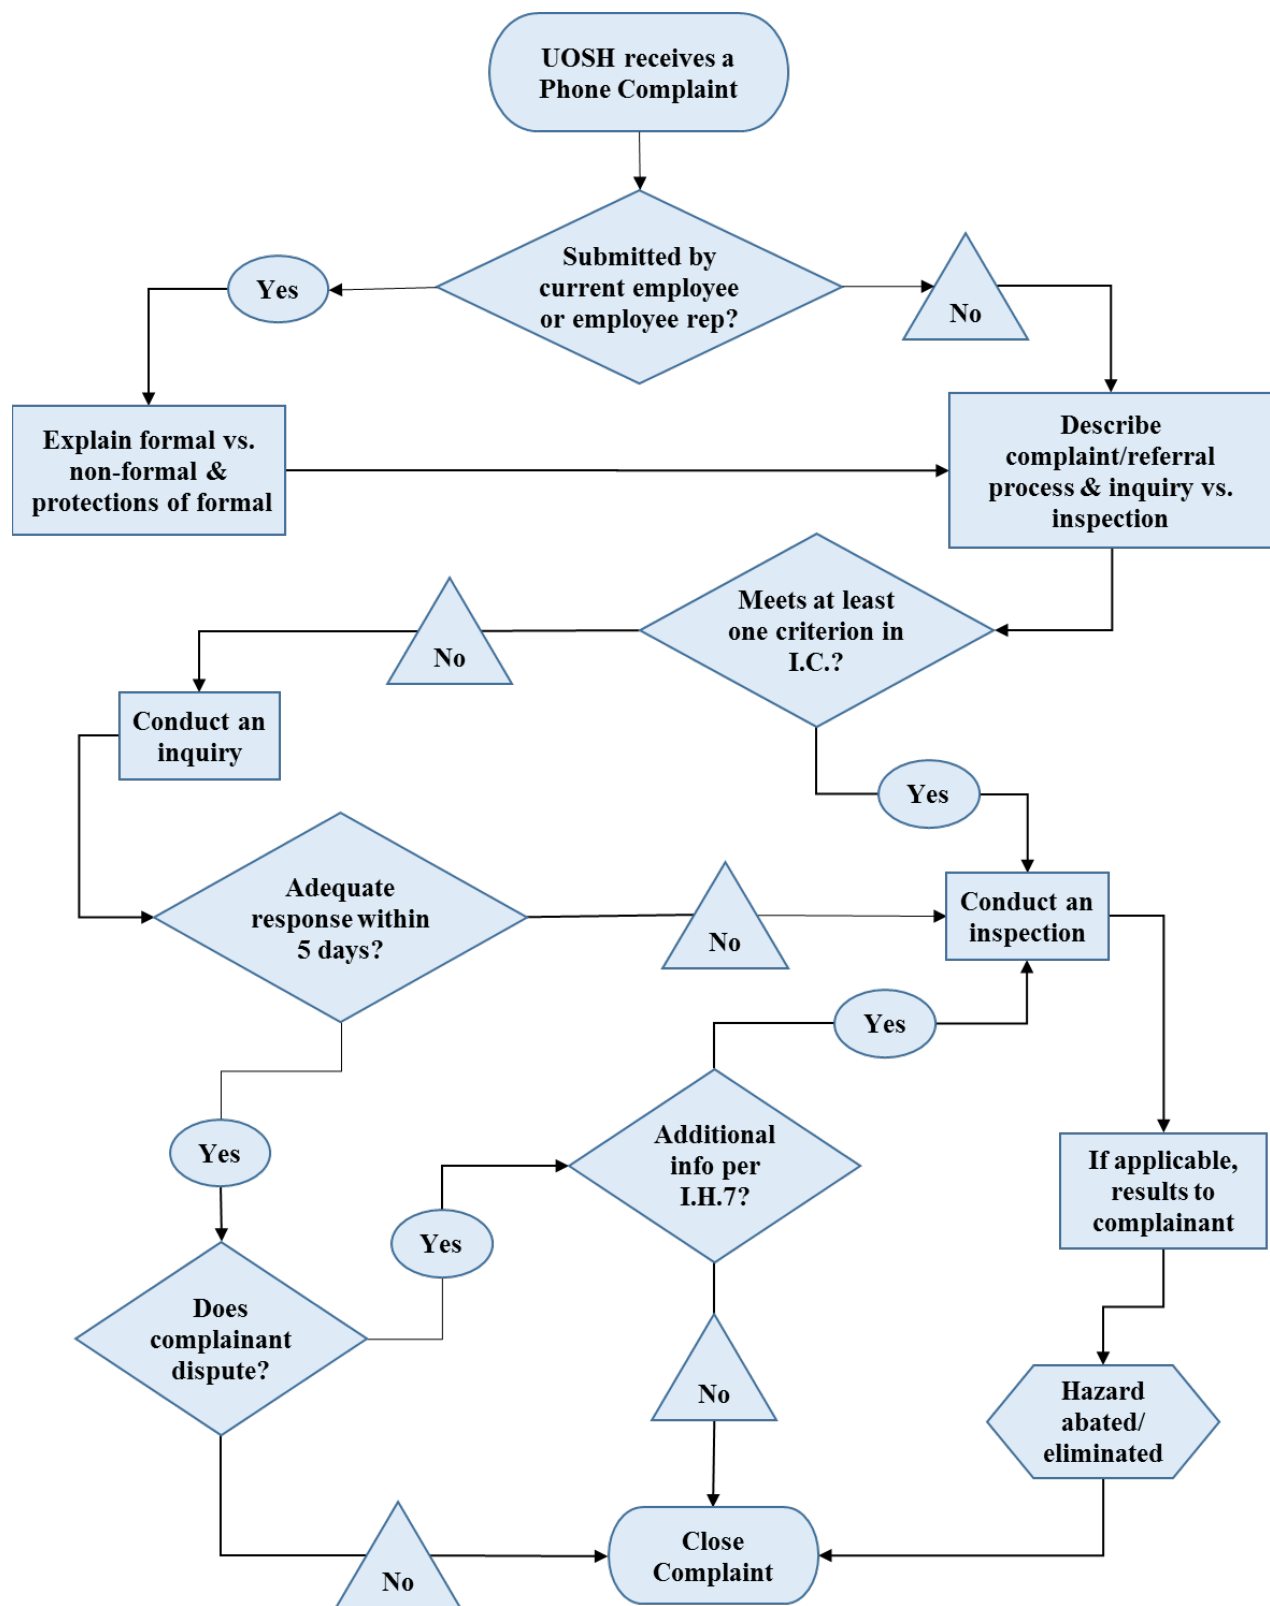 UOSH receives a
Phone Complaint
Submitted by
current employee
or employee rep?
Yes
No
Explain formal vs.
non-formal &
protections of formal
Describe
complaint/referral
process & inquiry vs.
inspection
Meets at least
one criterion in
I.C.?
No
Conduct an
inquiry
Yes
Adequate
response within
5 days?
No
Conduct an
inspection
Yes
Yes
Additional
info per
I.H.7?
If applicable,
results to
complainant
Yes
Does
complainant
dispute?
No
Hazard
abated/
eliminated
No
Close
Complaint